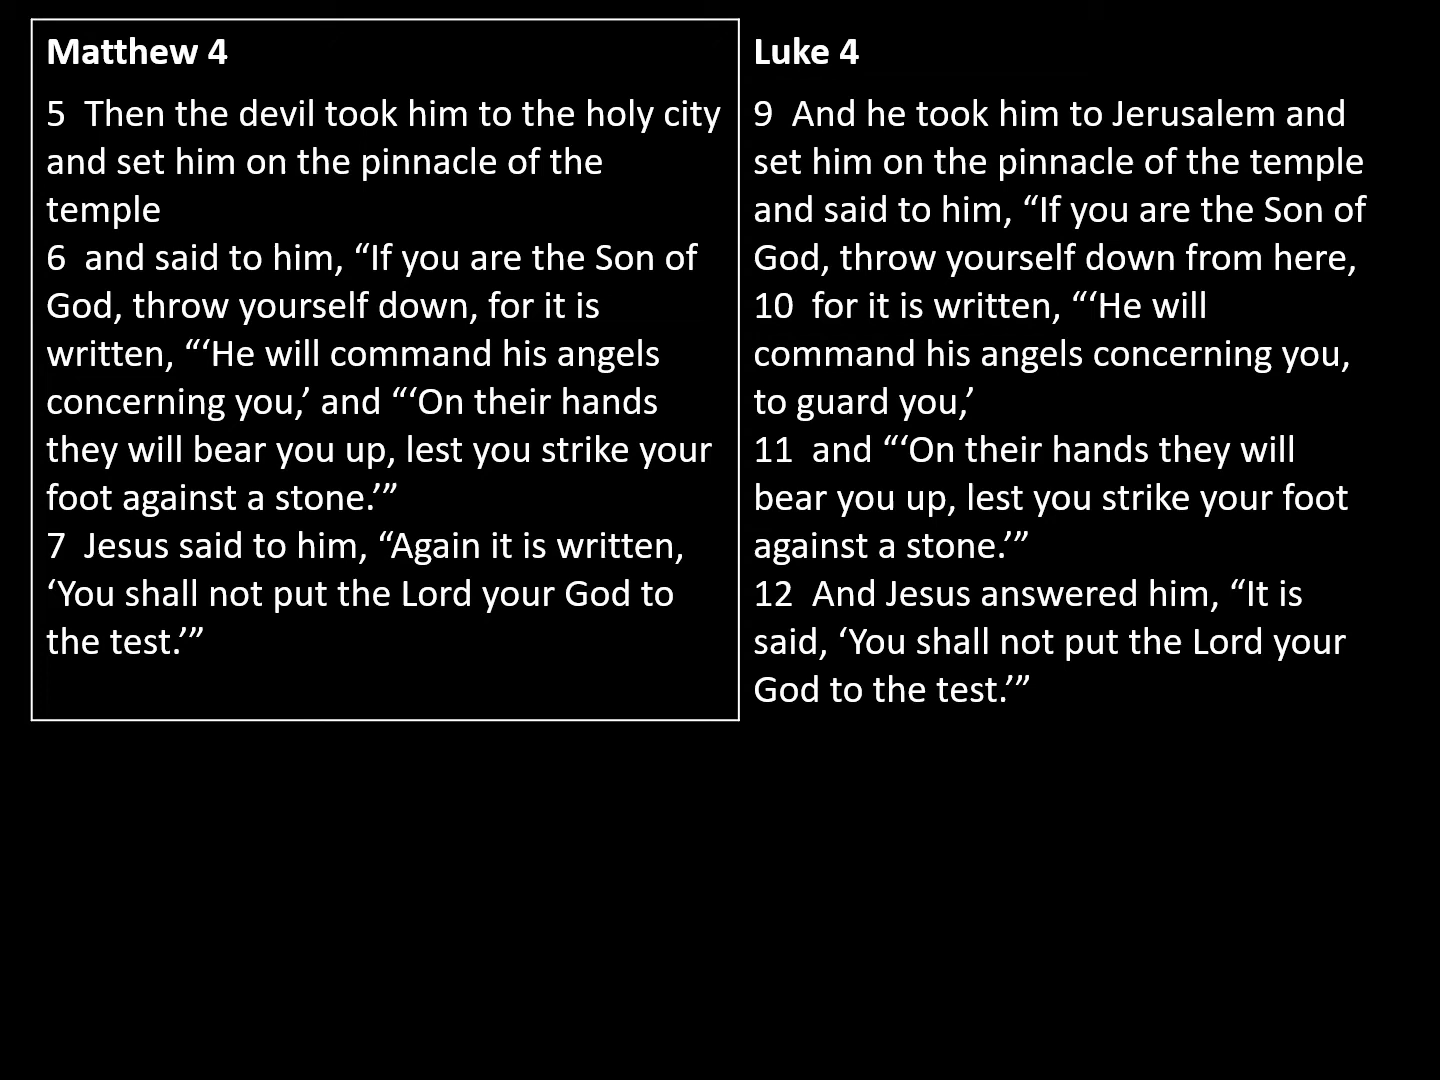 Matthew 4
5  Then the devil took him to the holy city
and set him on the pinnacle of the
temple
6  and said to him, “If you are the Son of
God, throw yourself down, for it is
written, “‘He will command his angels
concerning you,’ and “‘On their hands
they will bear you up, lest you strike your
foot against a stone.’”
7  Jesus said to him, “Again it is written,
‘You shall not put the Lord your God to
the test.’”
Luke 4
9  And he took him to Jerusalem and
set him on the pinnacle of the temple
and said to him, “If you are the Son of
God, throw yourself down from here,
10  for it is written, “‘He will
command his angels concerning you,
to guard you,’
11  and “‘On their hands they will
bear you up, lest you strike your foot
against a stone.’”
12  And Jesus answered him, “It is
said, ‘You shall not put the Lord your
God to the test.’”